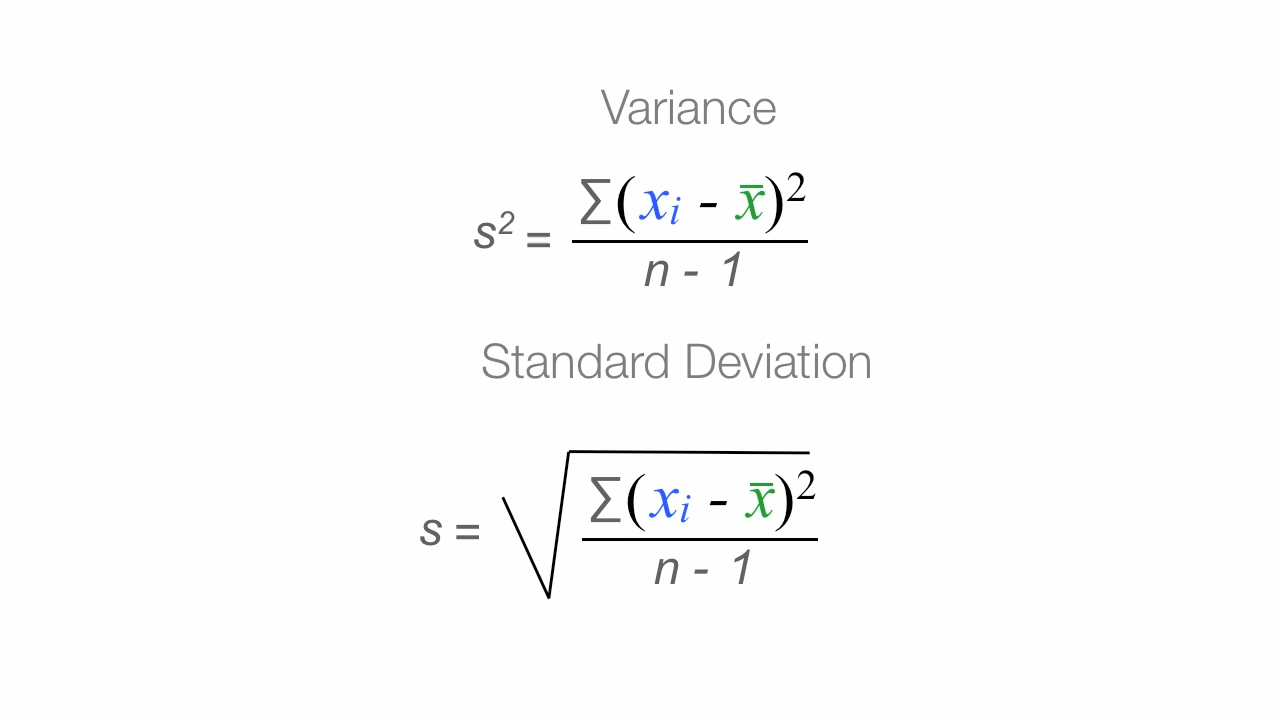 Variance
s² = ∑(xᵢ - x̄)²
n - 1
Standard Deviation
s = √∑(xᵢ - x̄)²
n - 1